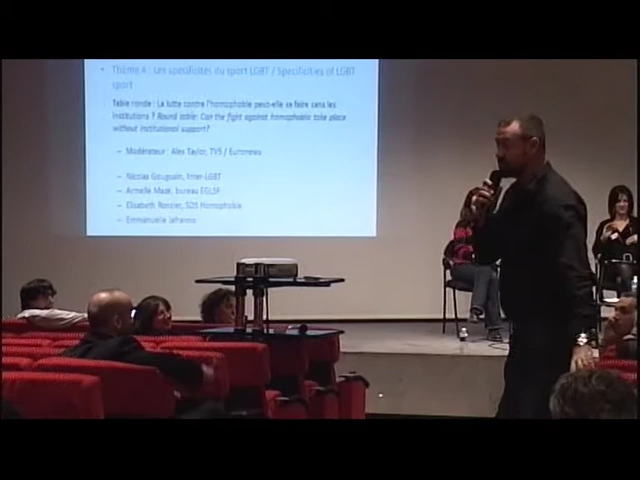 • Thème 4 : Les spécificités du sport LGBT / Specificities of LGBT
sport
Table ronde : La lutte contre l'homophobie peut-elle se faire sans les
institutions ? Round table: Can the fight against homophobia take place
without institutional support?
– Modérateur : Alex Taylor, TV5 / Euronews
– Nicolas Gougain, Inter-LGBT
– Armelle Mazé, bureau EGLSF
– Elisabeth Ronzier, SOS Homophobie
– Emmanuelle